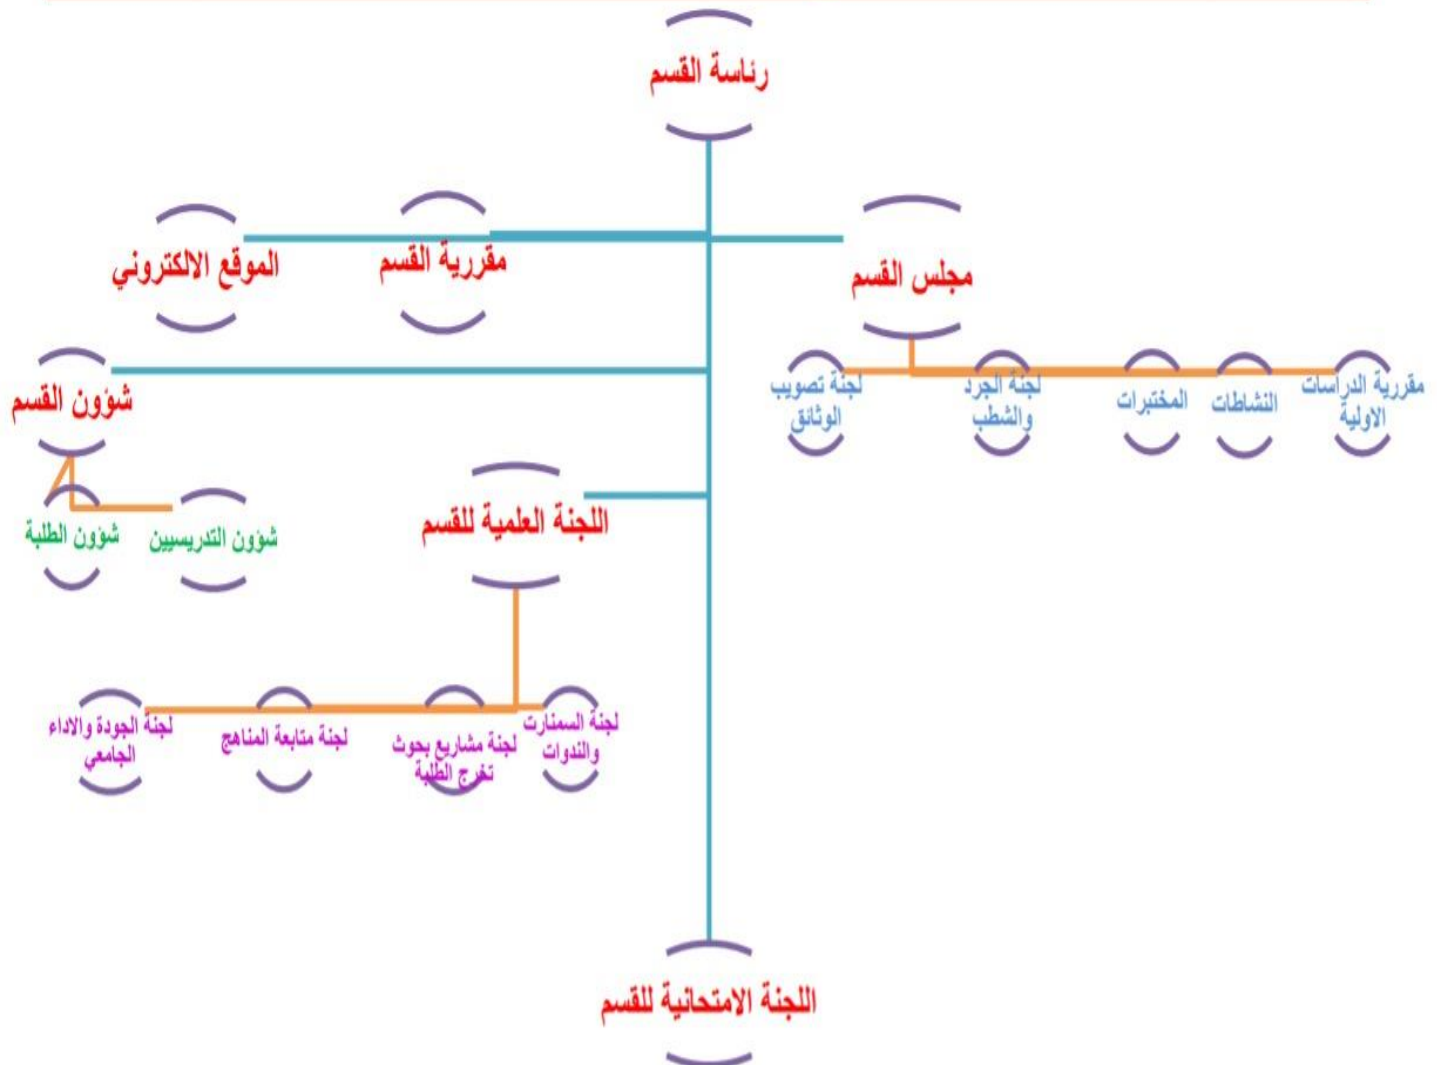 رئاسة القسم
مجلس القسم
مقررية القسم
الموقع الالكتروني
مقررية الدراسات
الاولية
النشاطات
المختبرات
لجنة الجرد
والشطب
لجنة تصويب
الوثائق
شؤون القسم
شؤون التدريسيين
شؤون الطلبة
اللجنة العلمية للقسم
لجنة السمنارت
والندوات
لجنة مشاريع بحوث
تخرج الطلبة
لجنة متابعة المناهج
لجنة الجودة والاداء
الجامعي
اللجنة الامتحانية للقسم